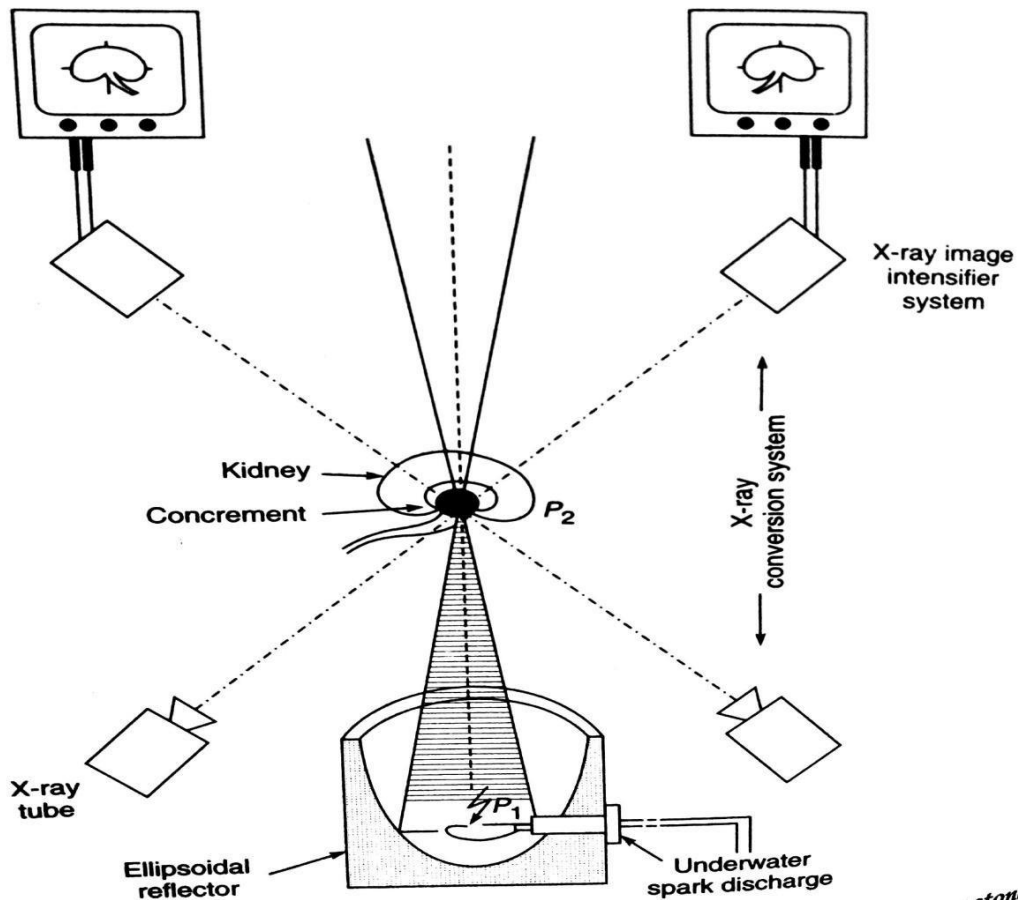 X-ray image
intensifier
system
Kidney
Concrement
P2
X-ray
conversion system
X-ray
tube
P1
Ellipsoidal
reflector
Underwater
spark discharge